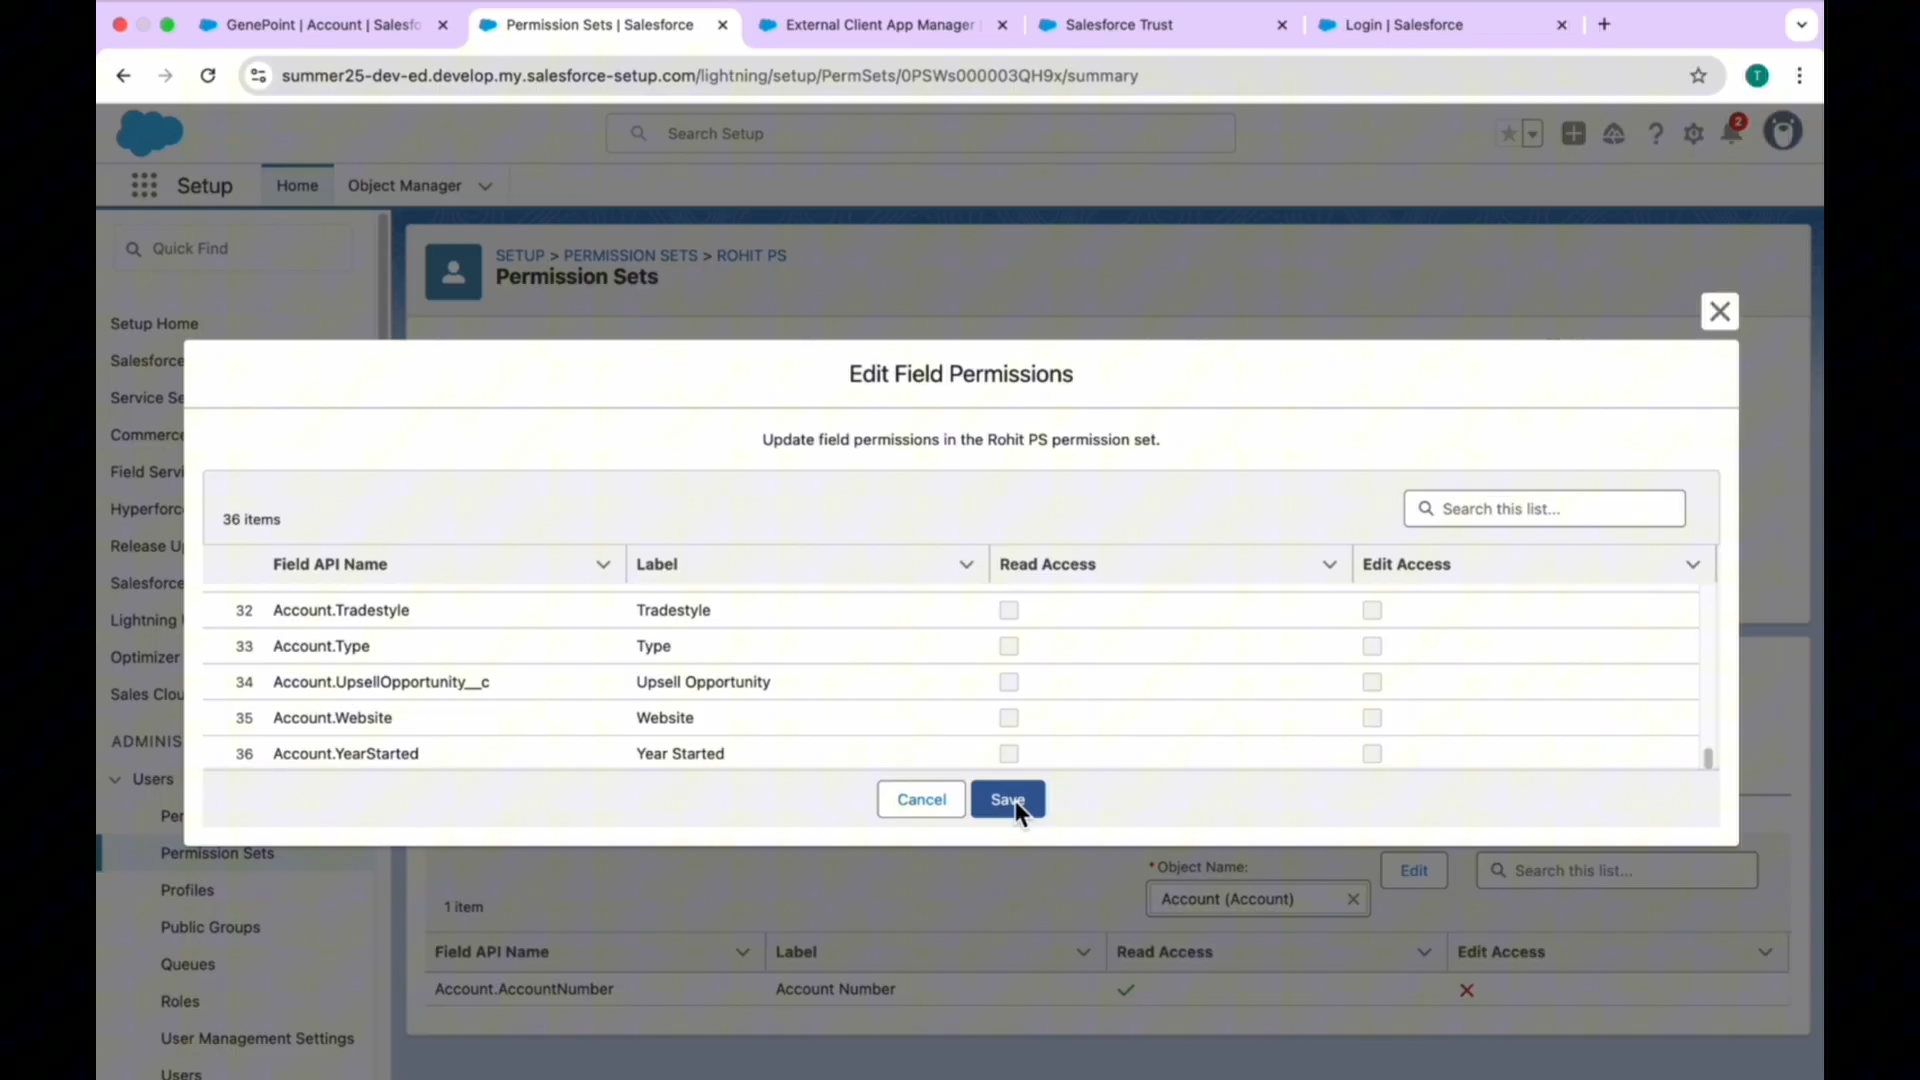 GenePoint | Account | Salesfo
Permission Sets | Salesforce
External Client App Manager |
Salesforce Trust
Login | Salesforce
summer25-dev-ed.develop.my.salesforce-setup.com/lightning/setup/PermSets/0PSWs000003QH9x/summary
T
Search Setup
2
Setup
Home
Object Manager
Quick Find
SETUP > PERMISSION SETS > ROHIT PS
Permission Sets
Setup Home
Salesforce
Service Se
Commerce
Field Servi
Hyperforc
Release U
Salesforce
Lightning
Optimizer
Sales Clou
ADMINIS
Users
Per
Permission Sets
Profiles
Public Groups
Queues
Roles
User Management Settings
Users
Edit Field Permissions
Update field permissions in the Rohit PS permission set.
36 items
Search this list...
Field API Name
Label
Read Access
Edit Access
32 Account.Tradestyle Tradestyle
33 Account.Type Type
34 Account.UpsellOpportunity__c Upsell Opportunity
35 Account.Website Website
36 Account.YearStarted Year Started
Cancel
Save
*Object Name:
Account (Account)
Edit
Search this list...
1 item
Field API Name
Label
Read Access
Edit Access
Account.AccountNumber Account Number